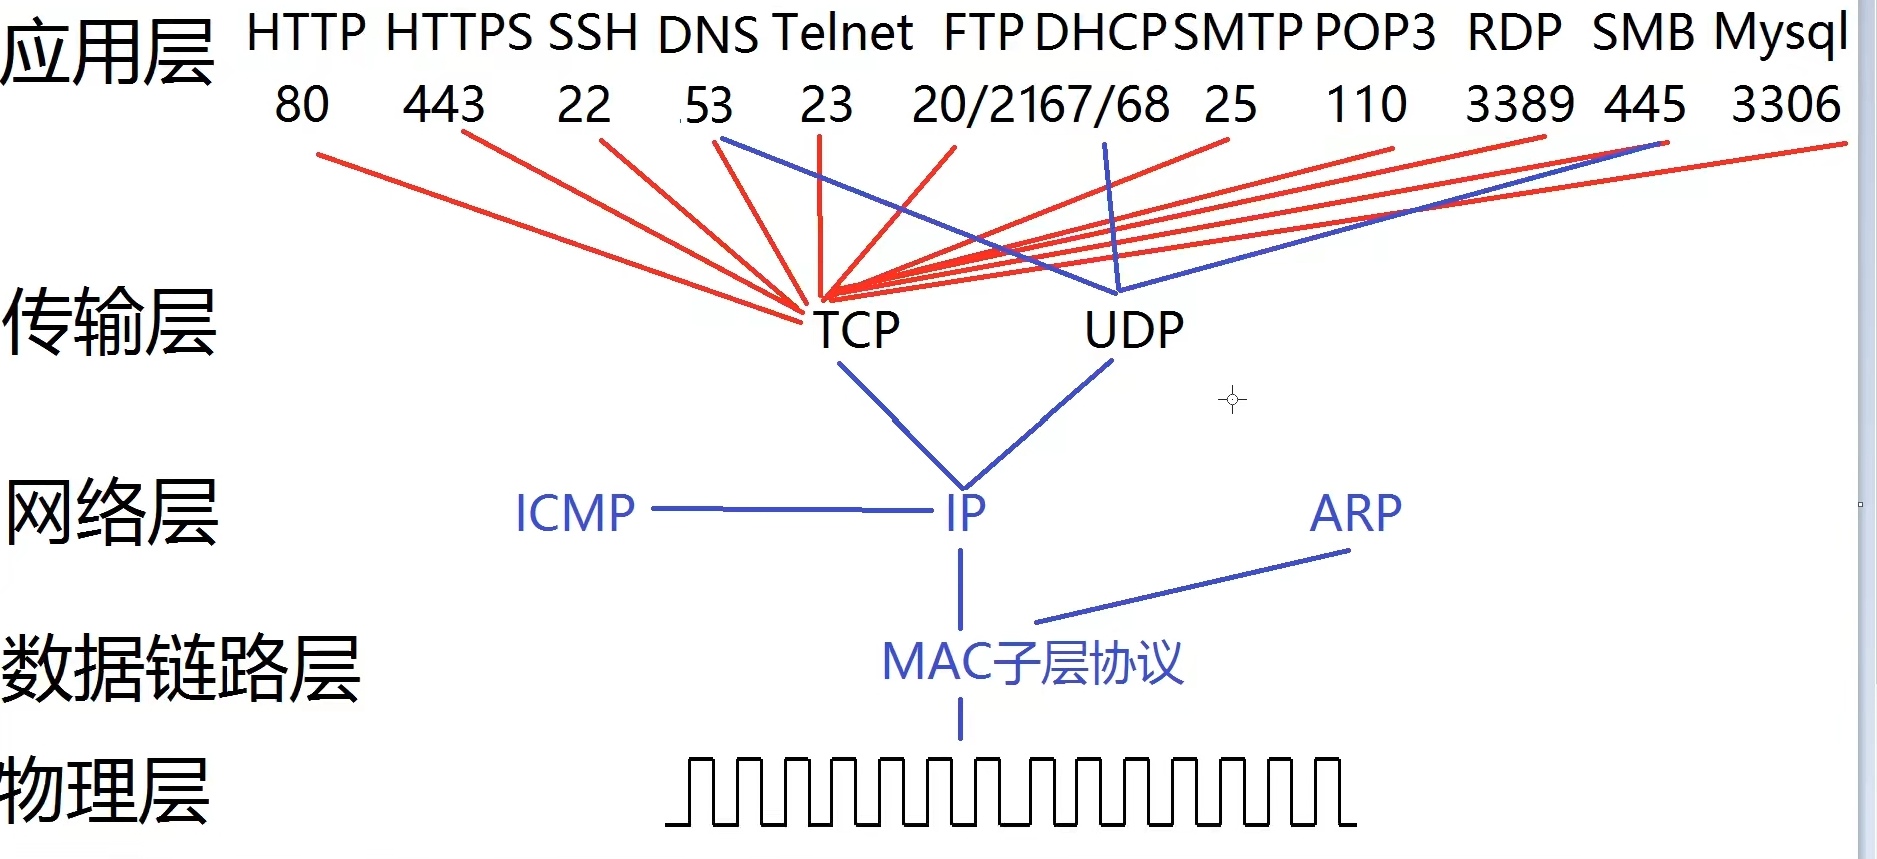 应用层 HTTP HTTPS SSH DNS Telnet FTP DHCP SMTP POP3 RDP SMB Mysql
80 443 22 53 23 20/21 67/68 25 110 3389 445 3306
传输层 TCP UDP
网络层 ICMP IP ARP
数据链路层 MAC子层协议
物理层